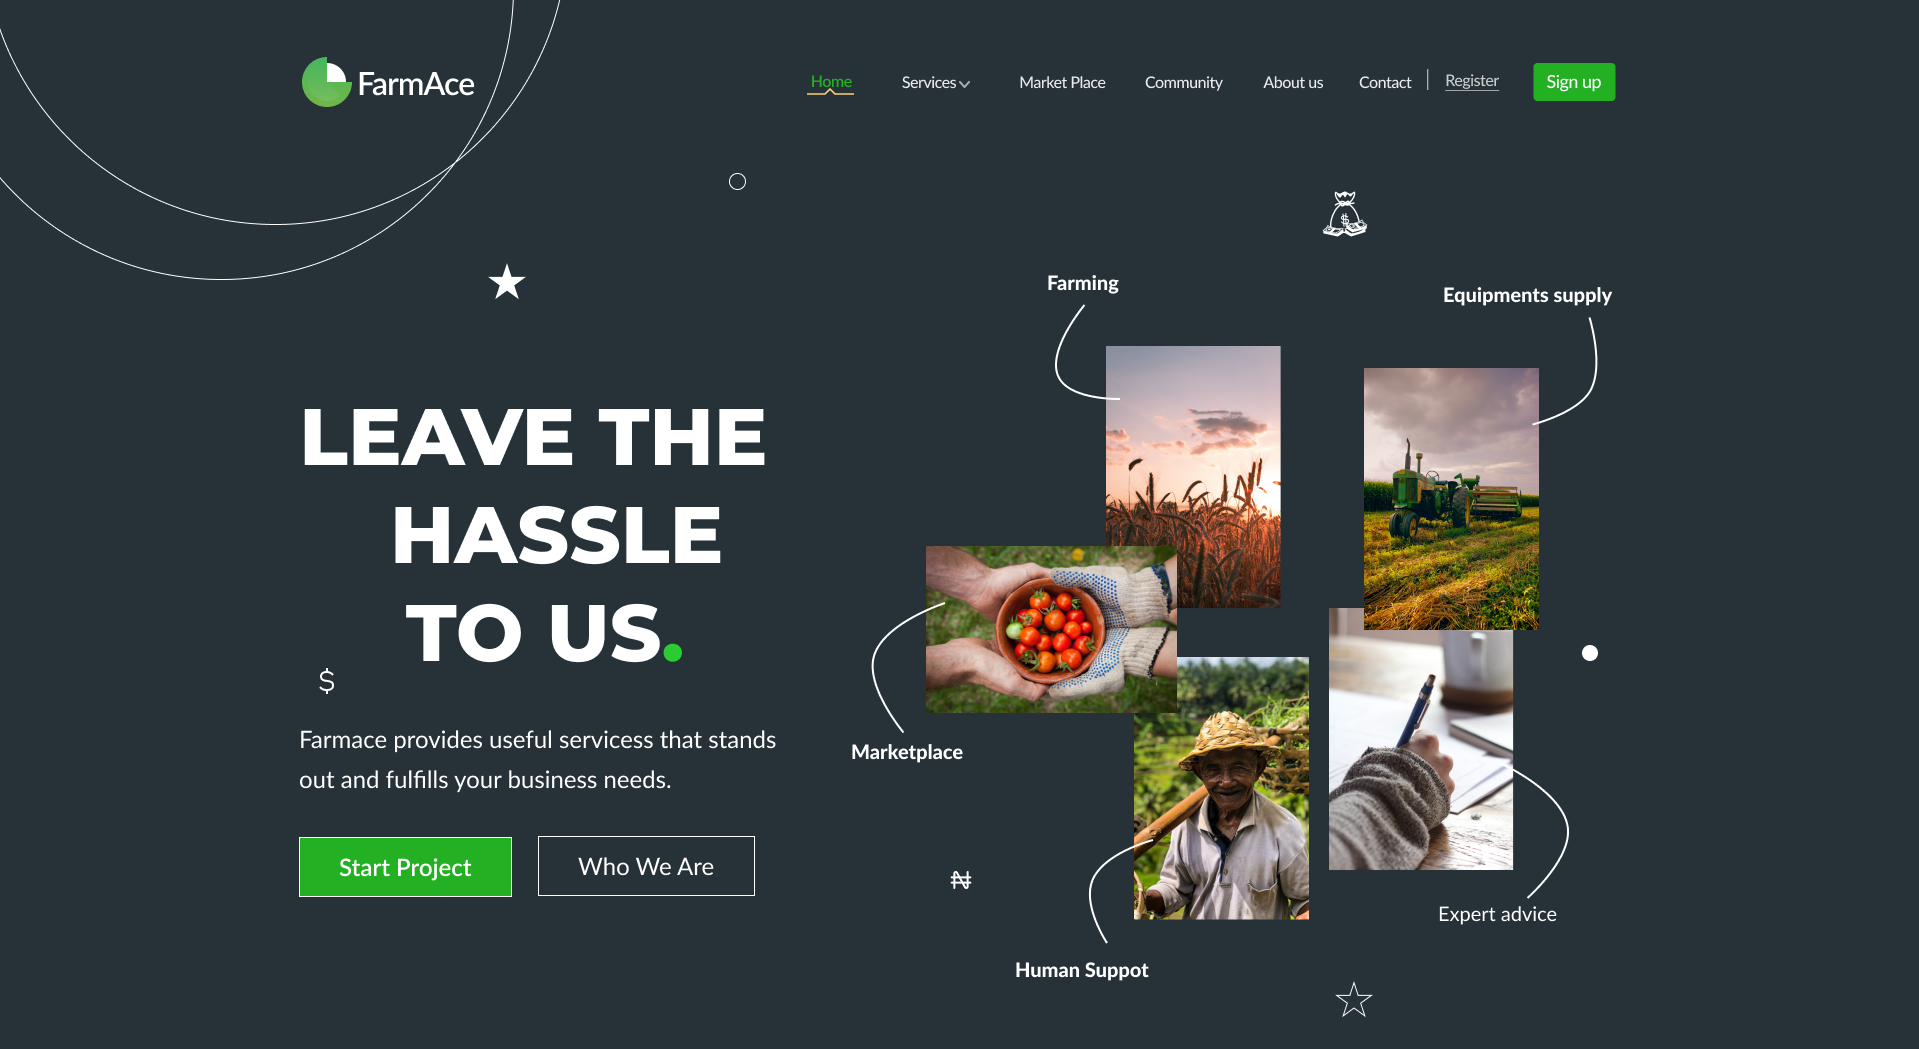 FarmAce
Home Services Market Place Community About us Contact Register Sign up
$
Farming
Equipments supply
LEAVE THE
HASSLE
TO US.
$
Farmace provides useful servicess that stands
out and fulfills your business needs.
Start Project
Who We Are
Marketplace
₦
Expert advice
Human Suppot